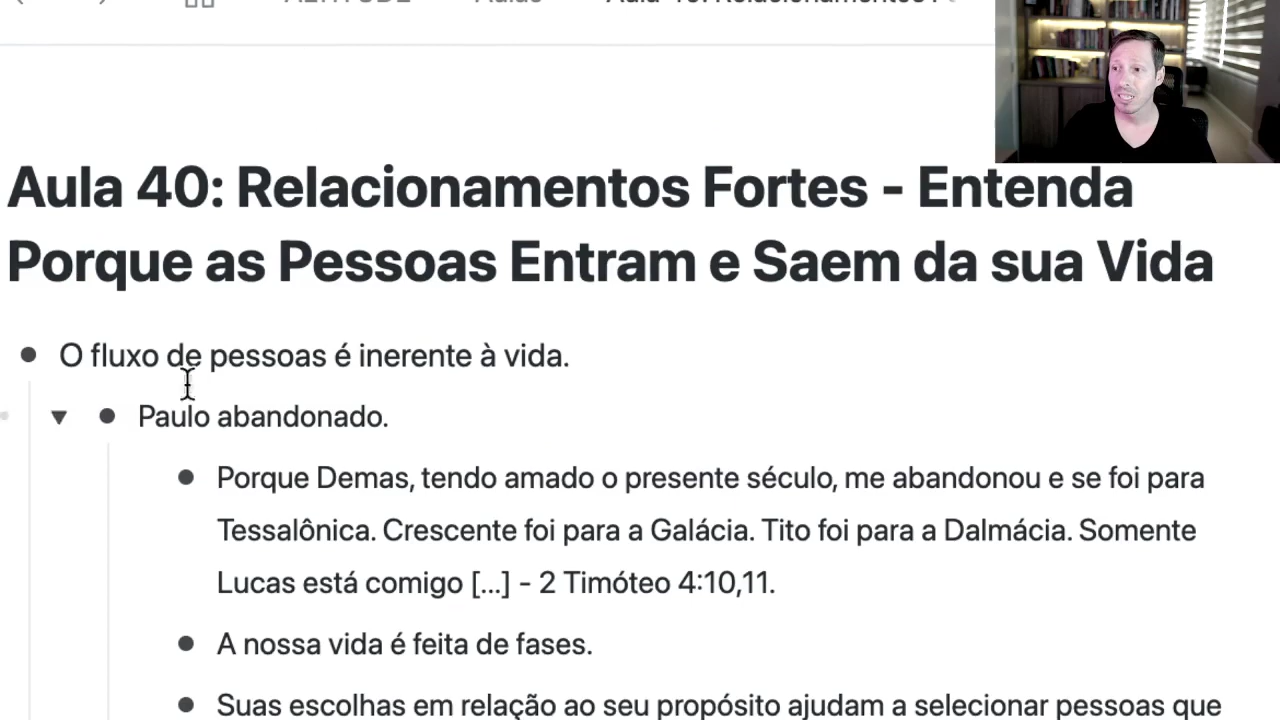 Aula 40: Relacionamentos Fortes - Entenda
Porque as Pessoas Entram e Saem da sua Vida
O fluxo de pessoas é inerente à vida.
Paulo abandonado.
Porque Demas, tendo amado o presente século, me abandonou e se foi para
Tessalônica. Crescente foi para a Galácia. Tito foi para a Dalmácia. Somente
Lucas está comigo [...] - 2 Timóteo 4:10,11.
A nossa vida é feita de fases.
Suas escolhas em relação ao seu propósito ajudam a selecionar pessoas que